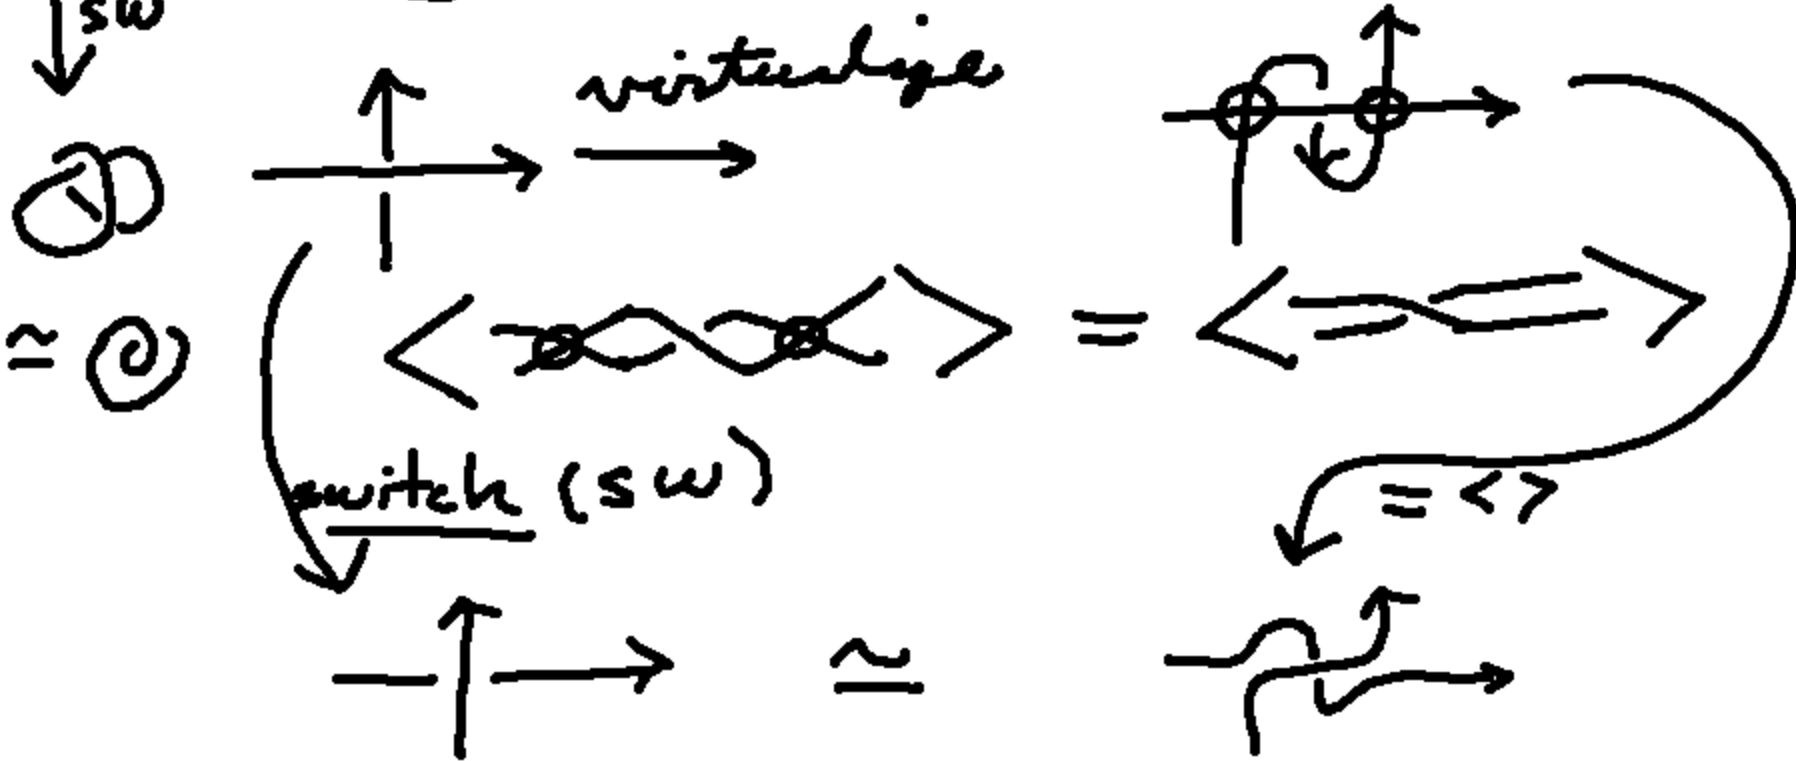 sw
virtualize
≃
=
switch (sw)
= < >
≃